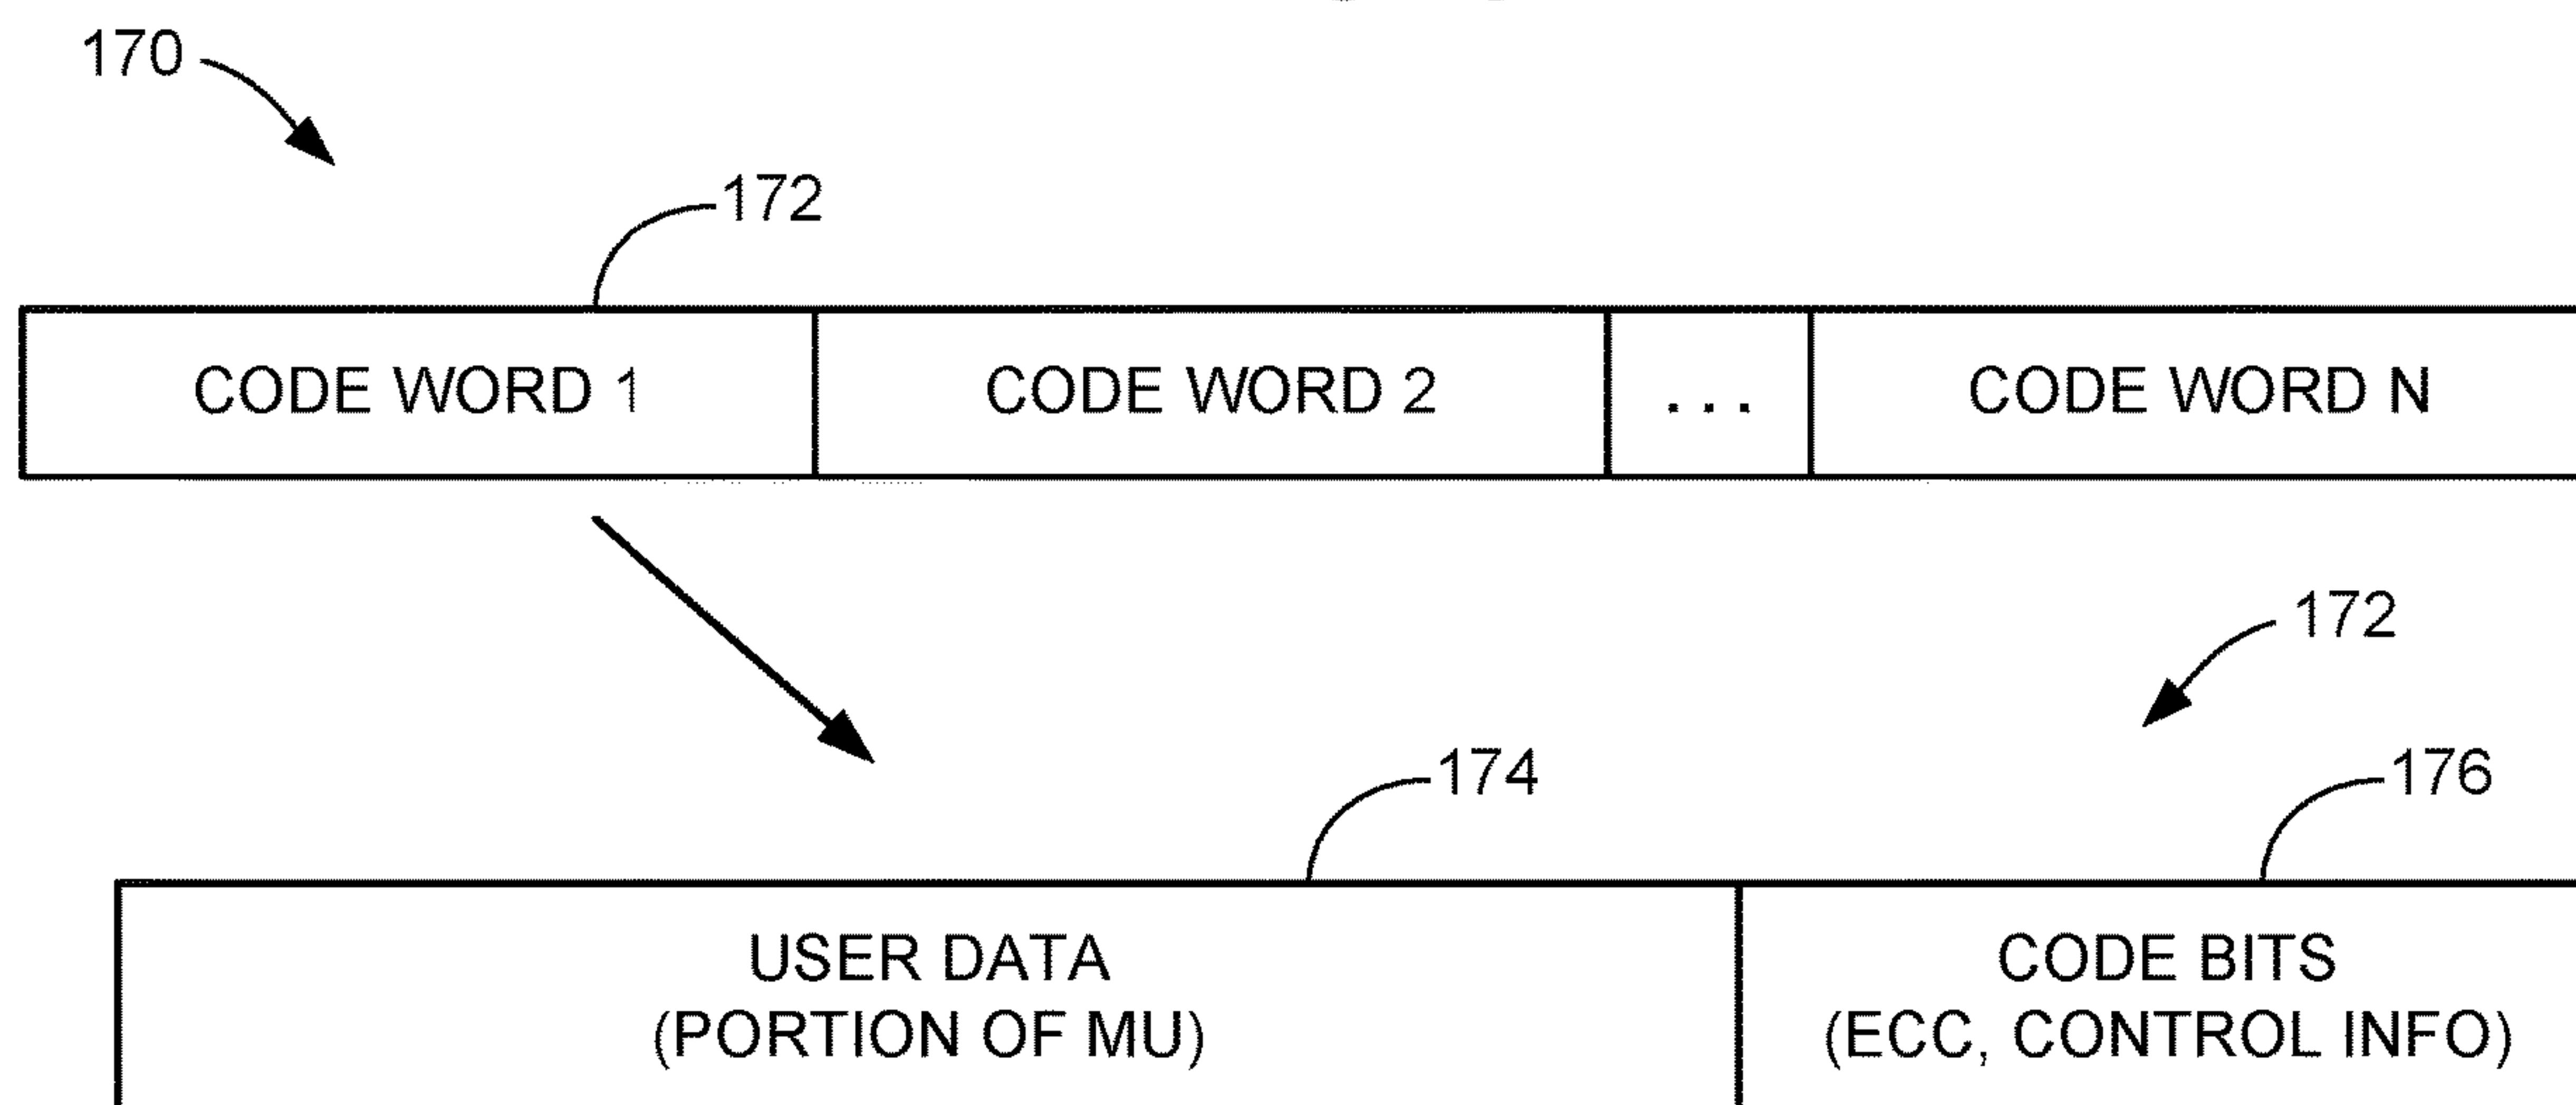 170
172
CODE WORD 1 CODE WORD 2 ... CODE WORD N
172
174 176
USER DATA CODE BITS
(PORTION OF MU) (ECC, CONTROL INFO)